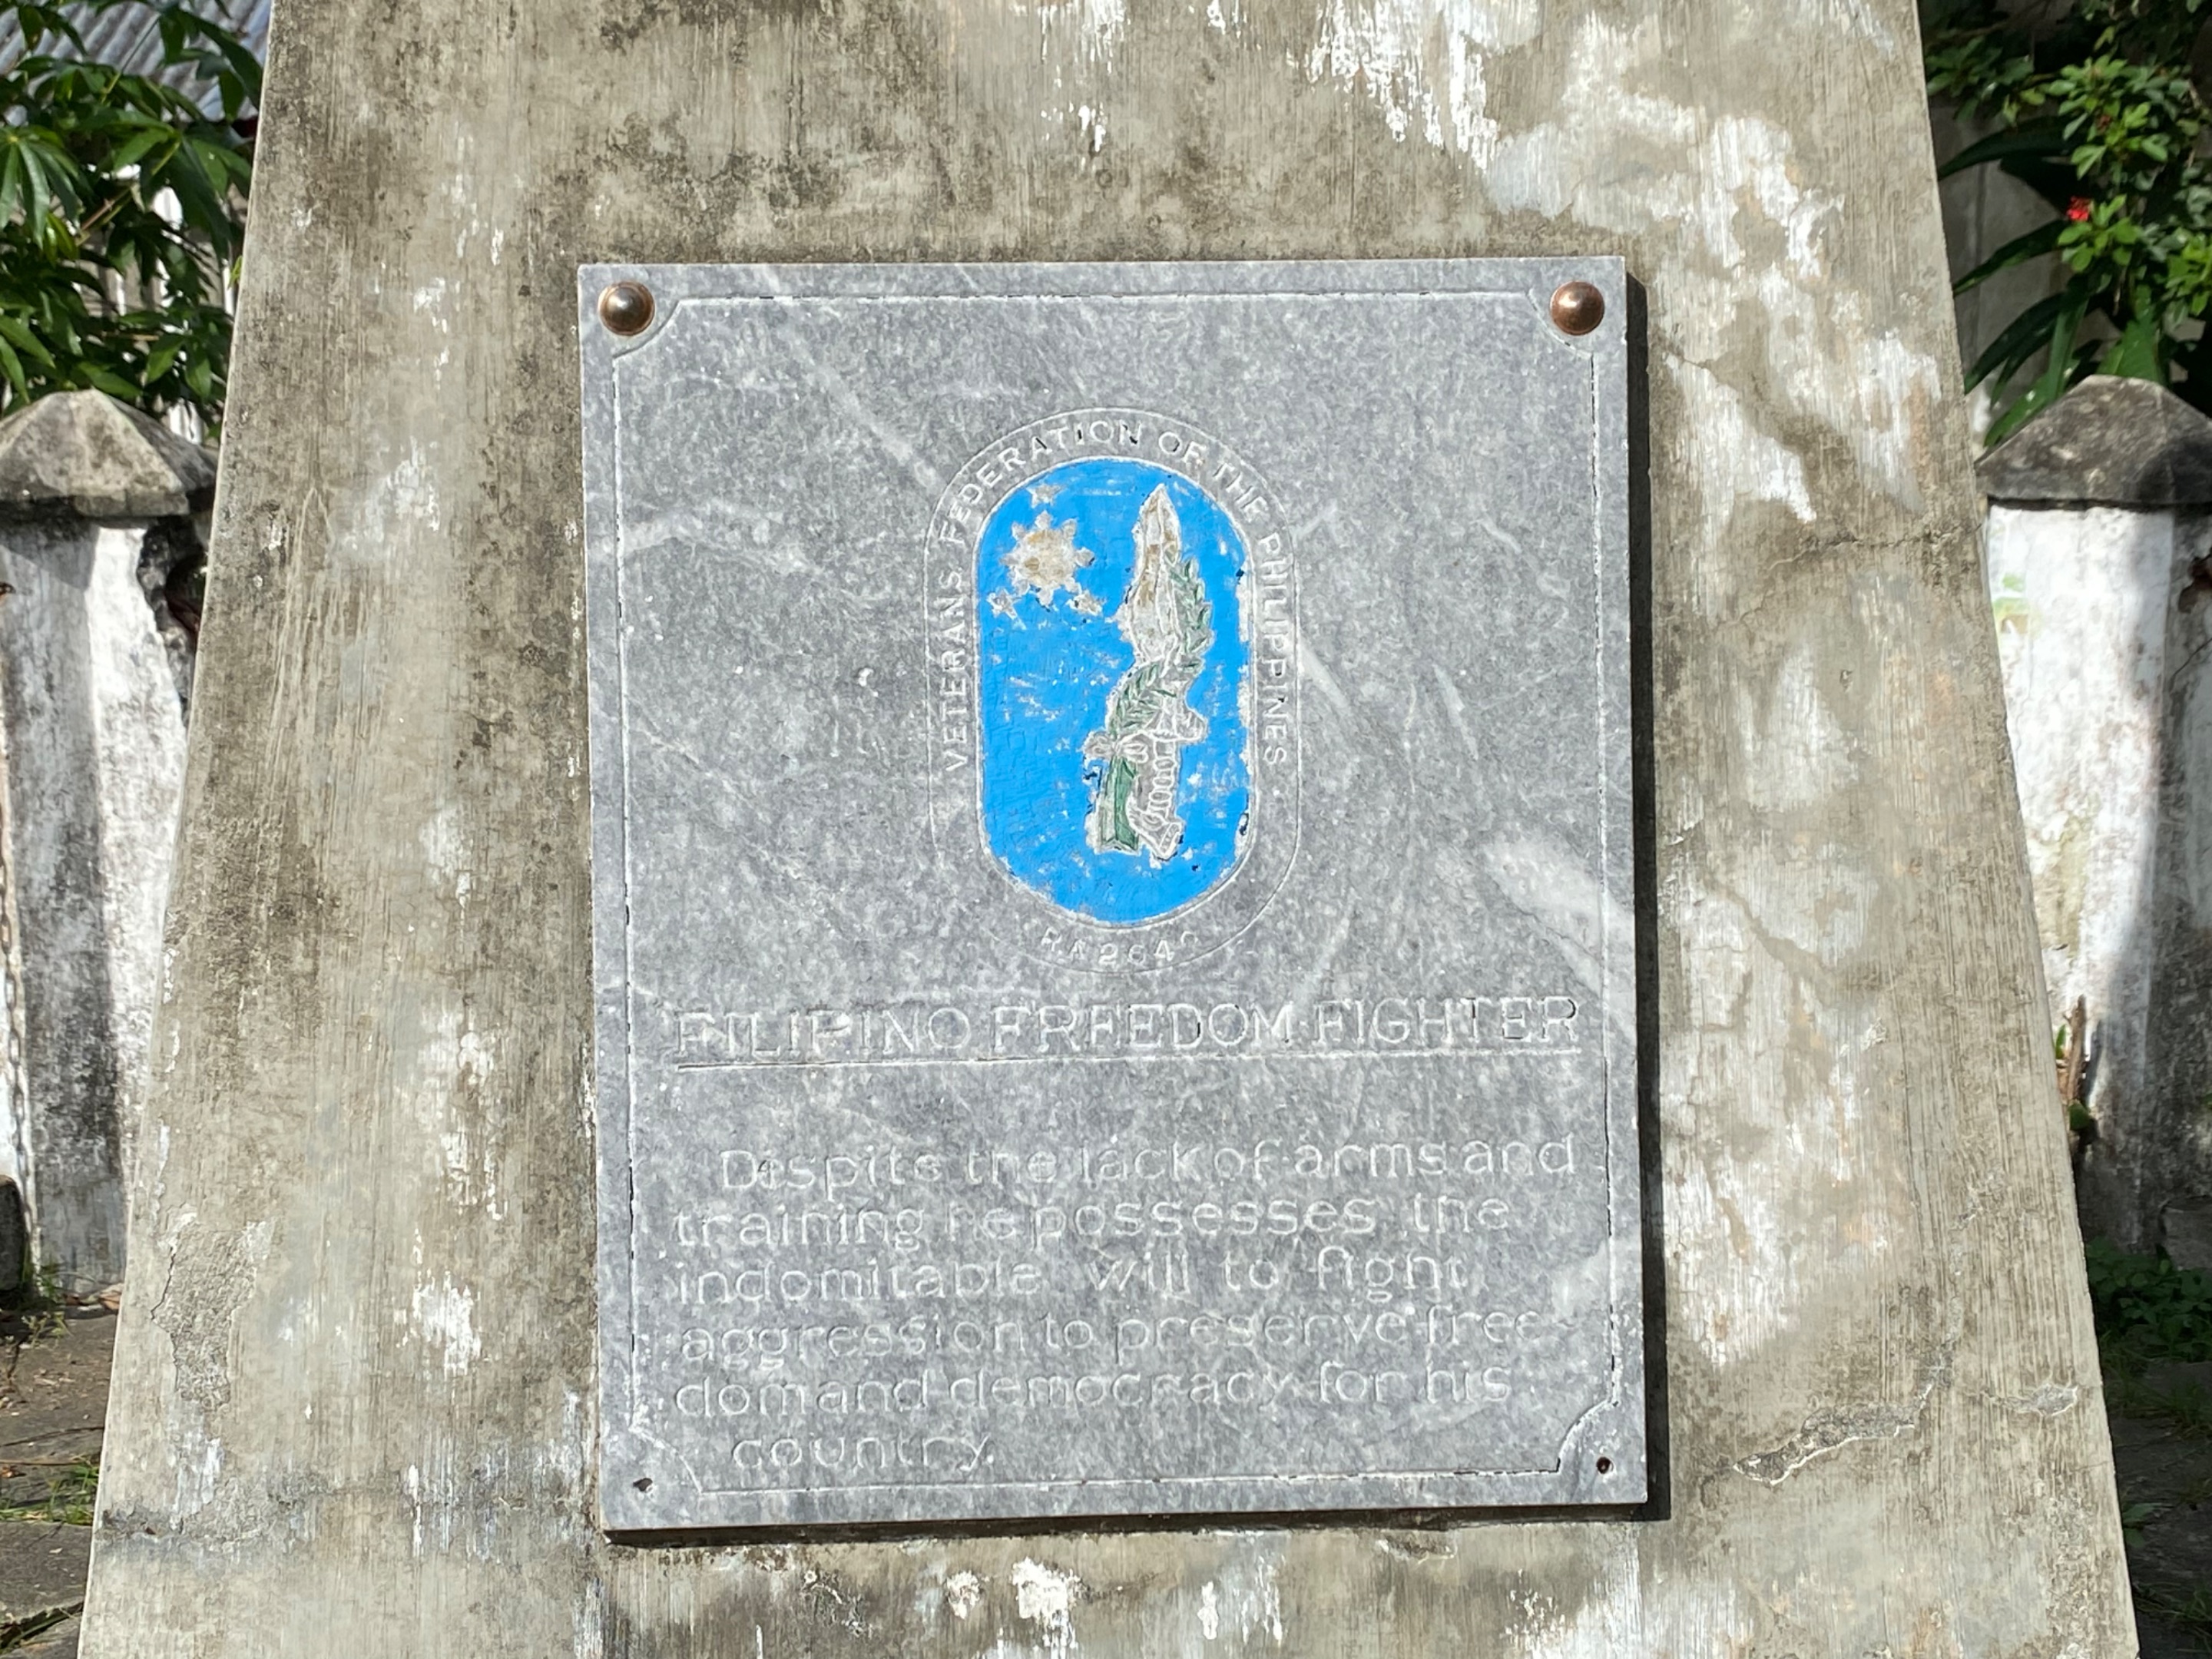 VETERANS FEDERATION OF THE PHILIPPINES
RA 264
FILIPINO FREEDOM FIGHTER
Despite the lack of arms and
training he possesses the
indomitable will to fight
aggression to preserve free-
dom and democracy for his
country.